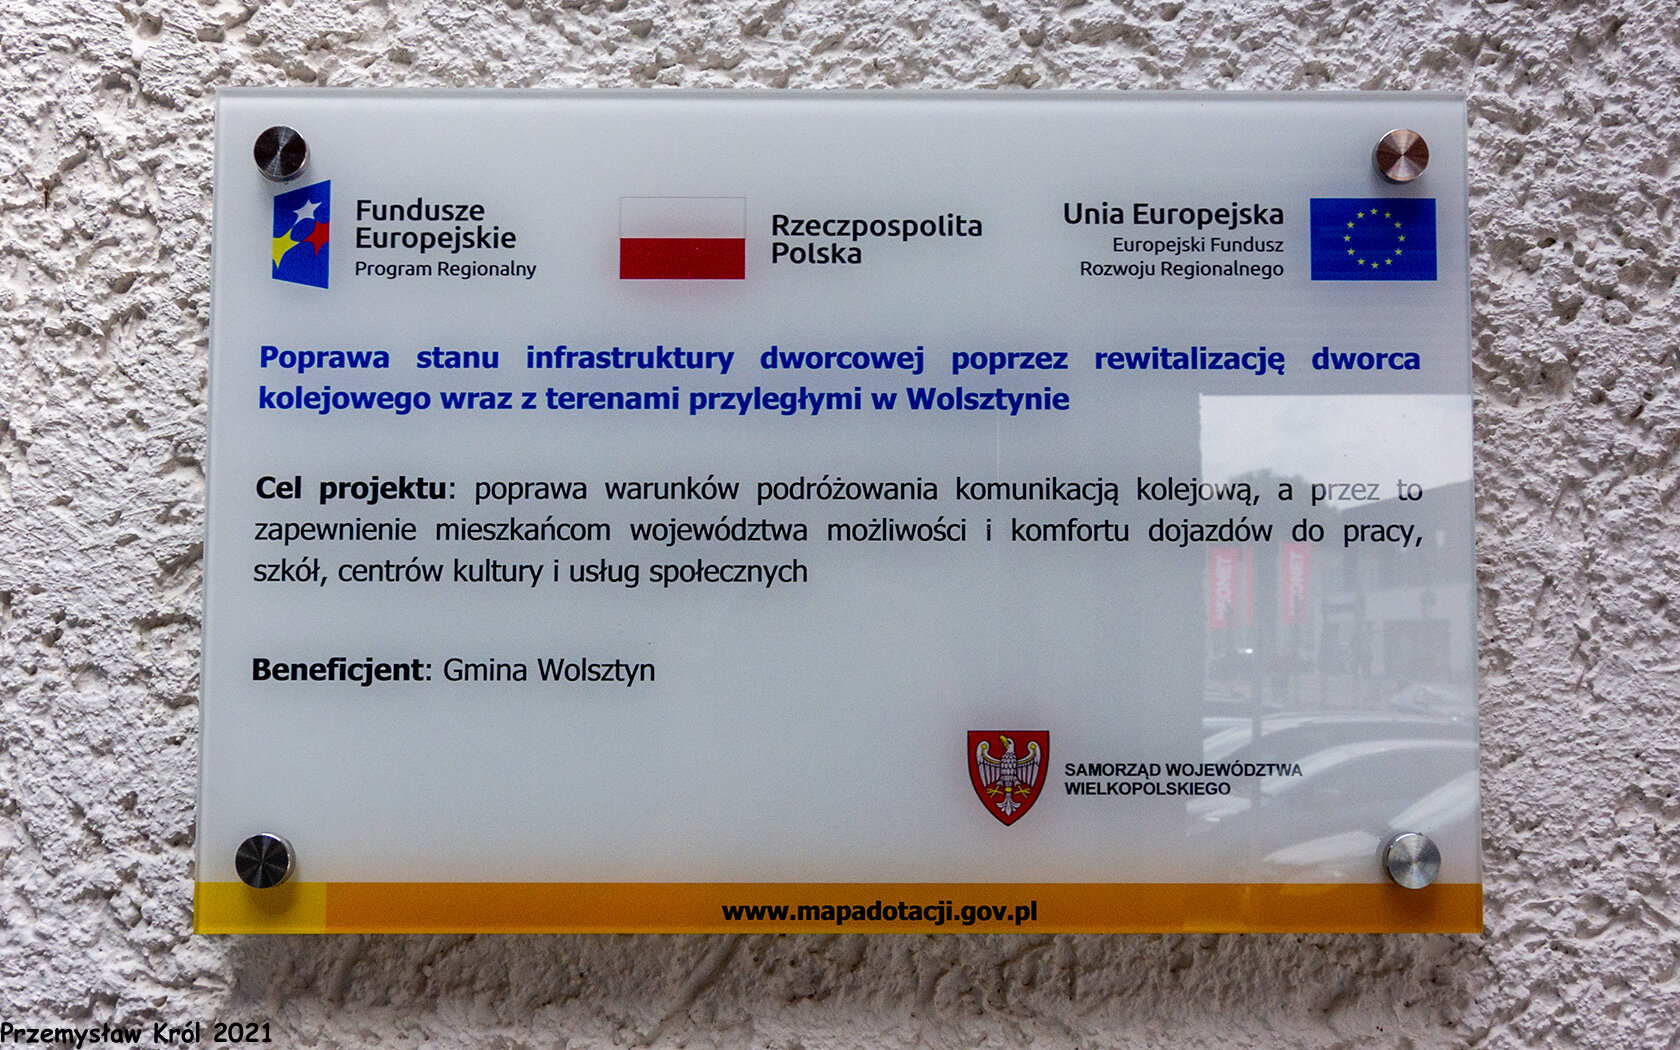 Fundusze
Europejskie
Program Regionalny
Rzeczpospolita
Polska
Unia Europejska
Europejski Fundusz
Rozwoju Regionalnego
Poprawa stanu infrastruktury dworcowej poprzez rewitalizację dworca
kolejowego wraz z terenami przyległymi w Wolsztynie
Cel projektu: poprawa warunków podróżowania komunikacją kolejową, a przez to
zapewnienie mieszkańcom województwa możliwości i komfortu dojazdów do pracy,
szkół, centrów kultury i usług społecznych
Beneficjent: Gmina Wolsztyn
SAMORZĄD WOJEWÓDZTWA
WIELKOPOLSKIEGO
www.mapadotacji.gov.pl
Przemysław Król 2021